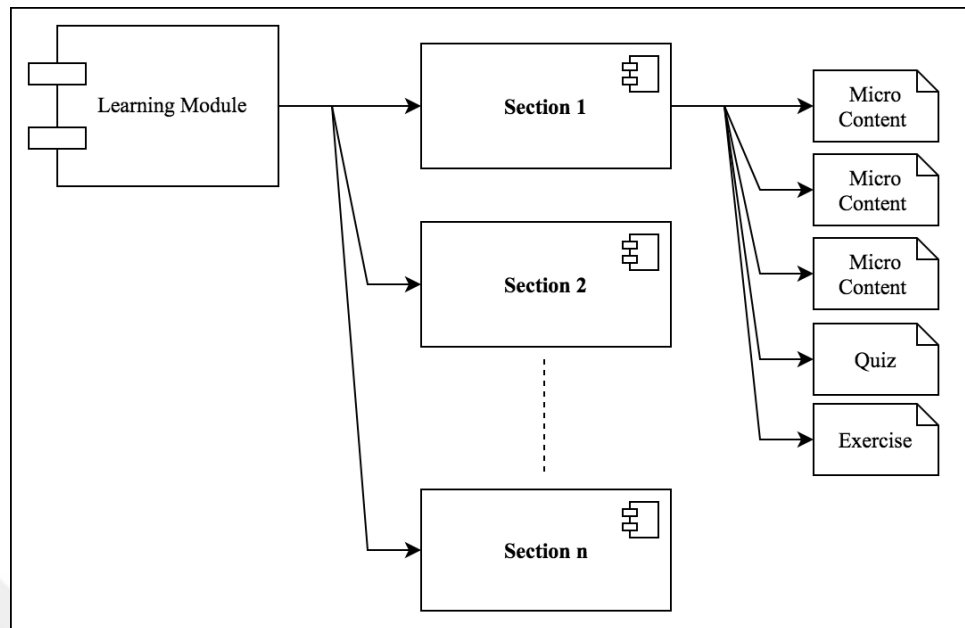 Learning Module
Section 1
Micro
Content
Micro
Content
Section 2
Micro
Content
Quiz
Exercise
Section n